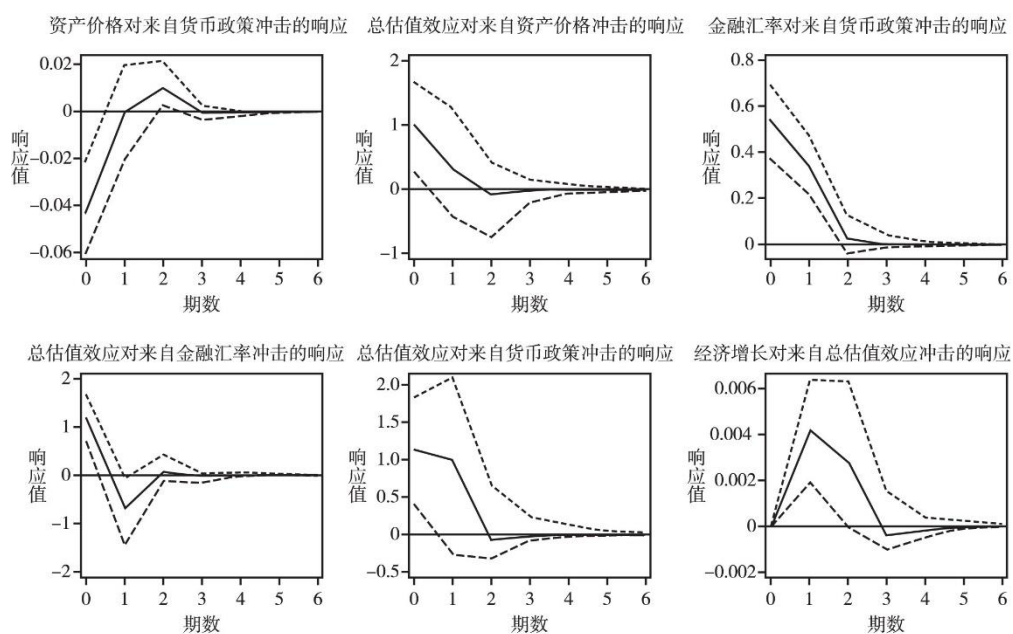 资产价格对来自货币政策冲击的响应
0.02
0
-0.02
-0.04
-0.06
响应值
0 1 2 3 4 5 6
期数
总估值效应对来自资产价格冲击的响应
2
1
0
-1
响应值
0 1 2 3 4 5 6
期数
金融汇率对来自货币政策冲击的响应
0.8
0.6
0.4
0.2
0
响应值
0 1 2 3 4 5 6
期数
总估值效应对来自金融汇率冲击的响应
2
1
0
-1
-2
响应值
0 1 2 3 4 5 6
期数
总估值效应对来自货币政策冲击的响应
2.0
1.5
1.0
0.5
0
-0.5
响应值
0 1 2 3 4 5 6
期数
经济增长对来自总估值效应冲击的响应
0.006
0.004
0.002
0
-0.002
响应值
0 1 2 3 4 5 6
期数